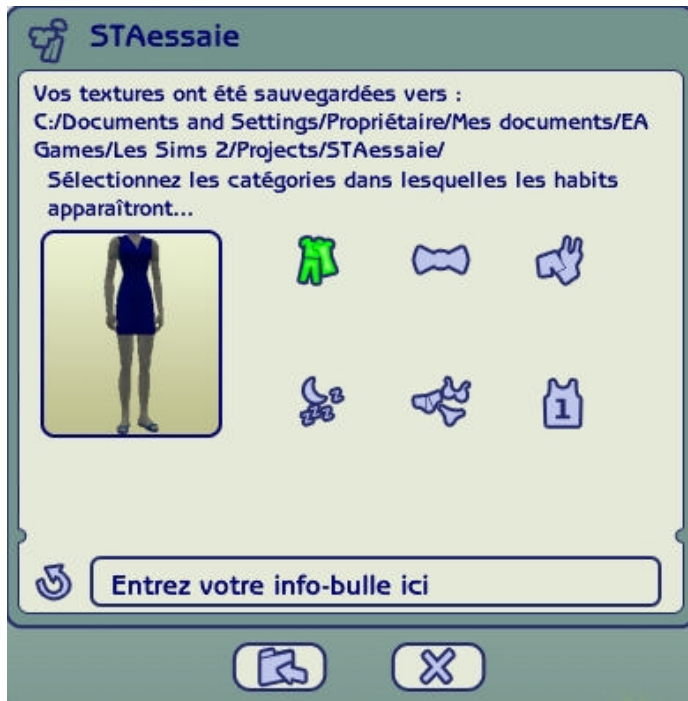 STAessaie
Vos textures ont été sauvegardées vers :
C:/Documents and Settings/Propriétaire/Mes documents/EA
Games/Les Sims 2/Projects/STAessaie/
Sélectionnez les catégories dans lesquelles les habits
apparaîtront...
zzz
1
Entrez votre info-bulle ici